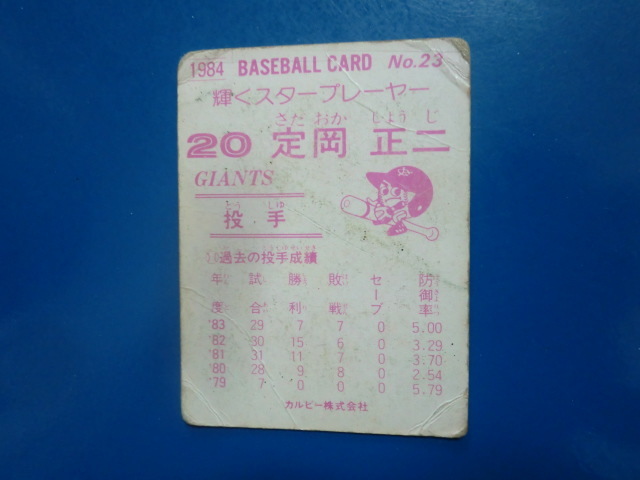 1984 BASEBALL CARD No.23
輝くスタープレーヤー
さだ おか しょう じ
20 定岡 正二
GIANTS
とう しゅ
投手
過去の投手成績
年度 試合 勝利 敗戦 セーブ 防御率
'83 29 7 7 0 5.00
'82 30 15 6 0 3.29
'81 31 11 7 0 3.70
'80 28 9 8 0 2.54
'79 7 0 0 0 5.79
カルビー株式会社